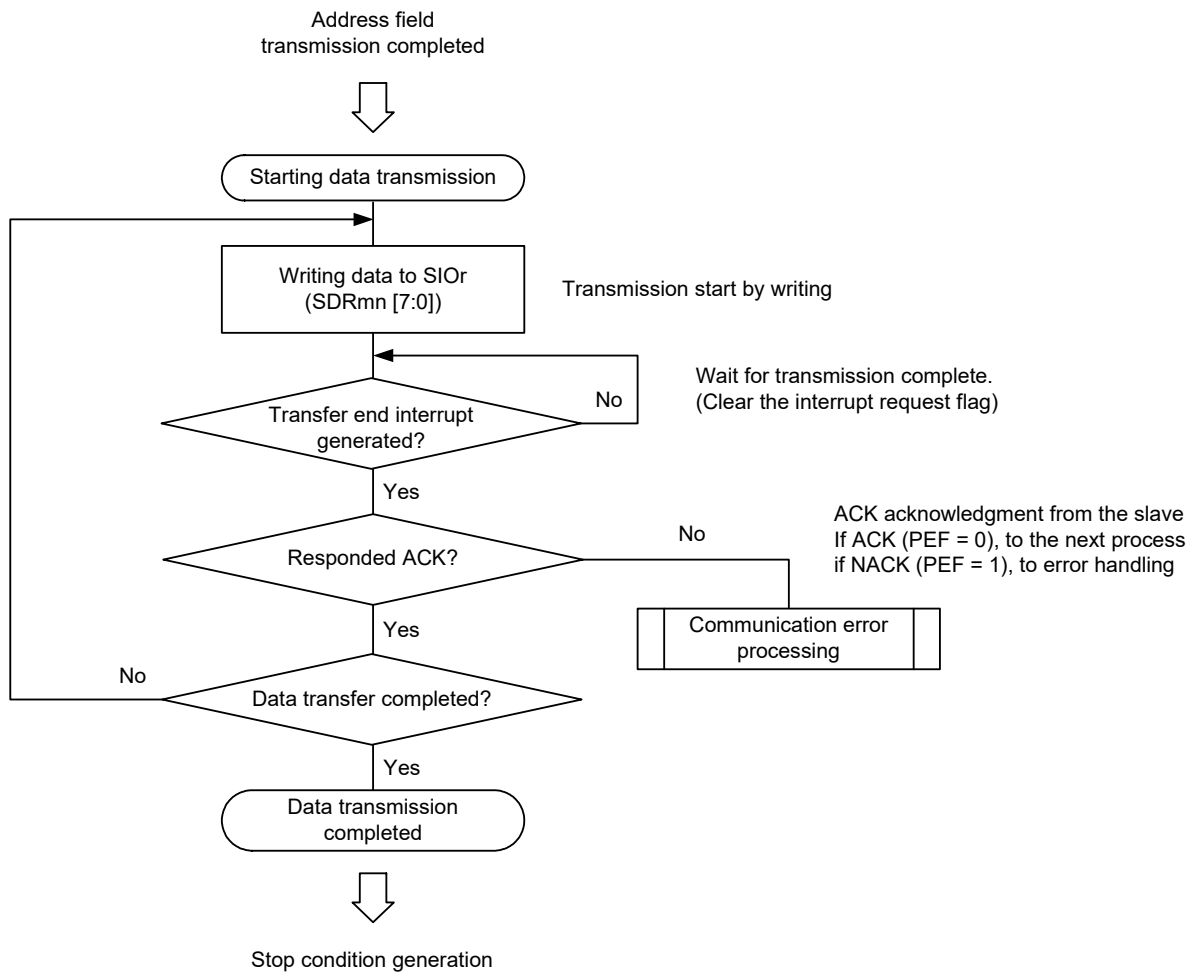 Address field
transmission completed
Starting data transmission
Writing data to SIOr
(SDRmn [7:0])
Transmission start by writing
Wait for transmission complete.
(Clear the interrupt request flag)
No
Transfer end interrupt
generated?
Yes
No
ACK acknowledgment from the slave
If ACK (PEF = 0), to the next process
if NACK (PEF = 1), to error handling
Responded ACK?
Communication error
processing
Yes
No
Data transfer completed?
Yes
Data transmission
completed
Stop condition generation